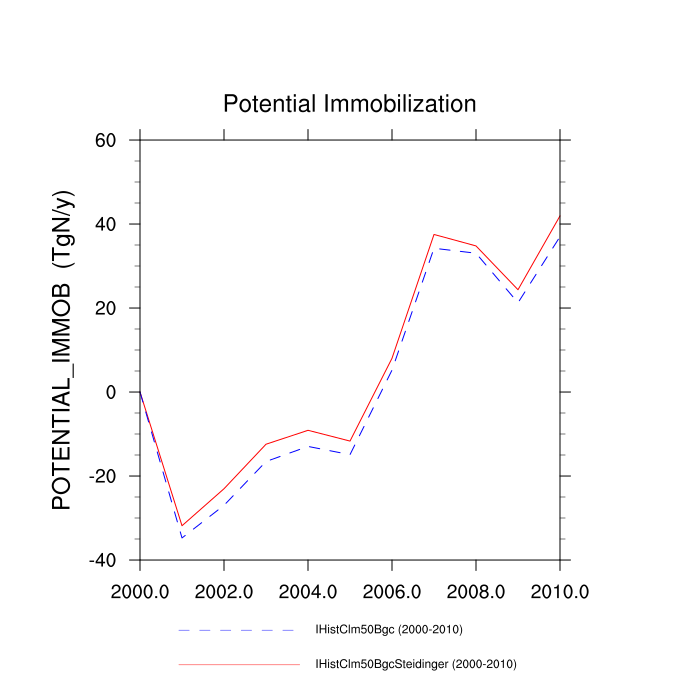 Potential Immobilization
POTENTIAL_IMMOB (TgN/y)
60
40
20
0
-20
-40
2000.0 2002.0 2004.0 2006.0 2008.0 2010.0
IHistClm50Bgc (2000-2010)
IHistClm50BgcSteidinger (2000-2010)